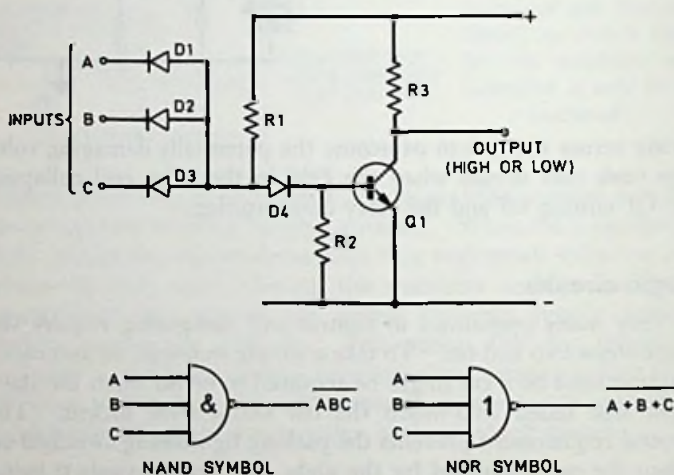 +
A D1
R3
B D2
INPUTS R1
OUTPUT
(HIGH OR LOW)
C D3
D4
Q1
R2
−
A
B & ABC
C
NAND SYMBOL
A
B 1 A+B+C
C
NOR SYMBOL